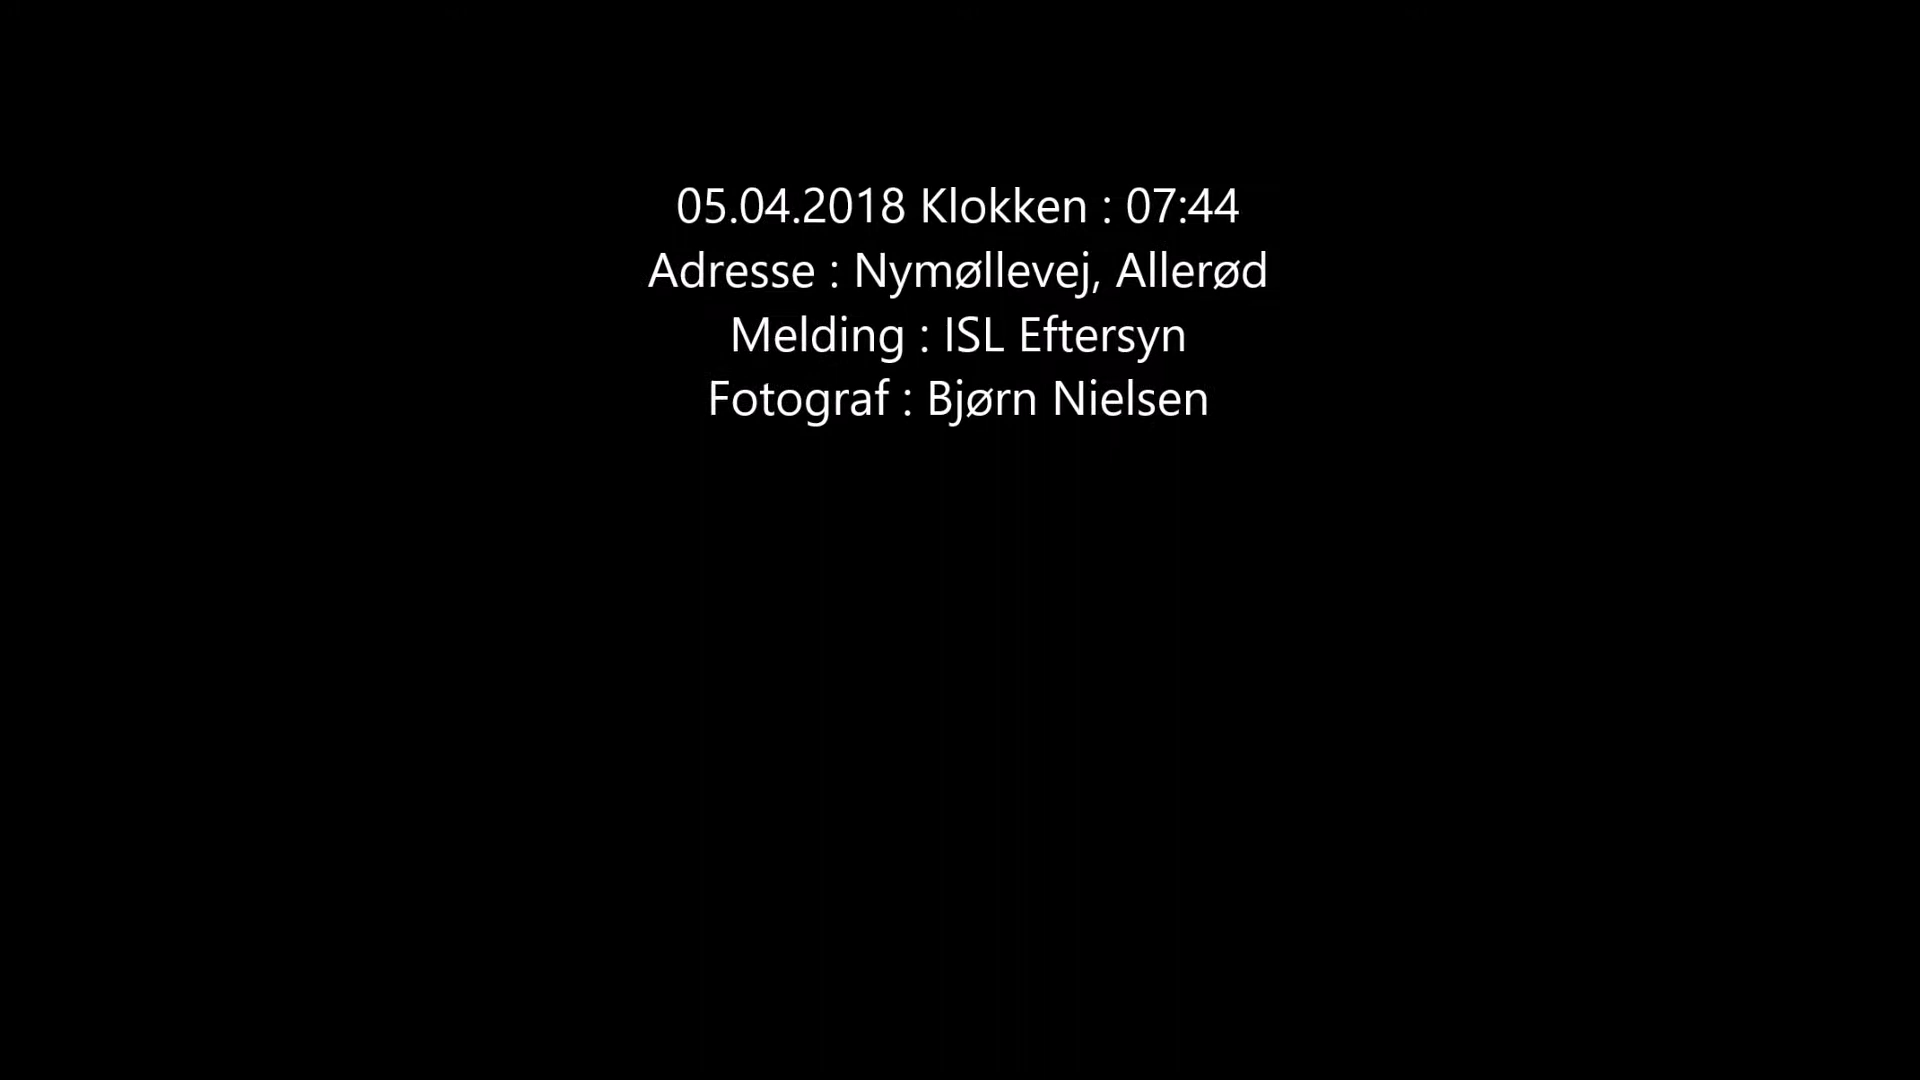 05.04.2018 Klokken : 07:44
Adresse : Nymøllevej, Allerød
Melding : ISL Eftersyn
Fotograf : Bjørn Nielsen